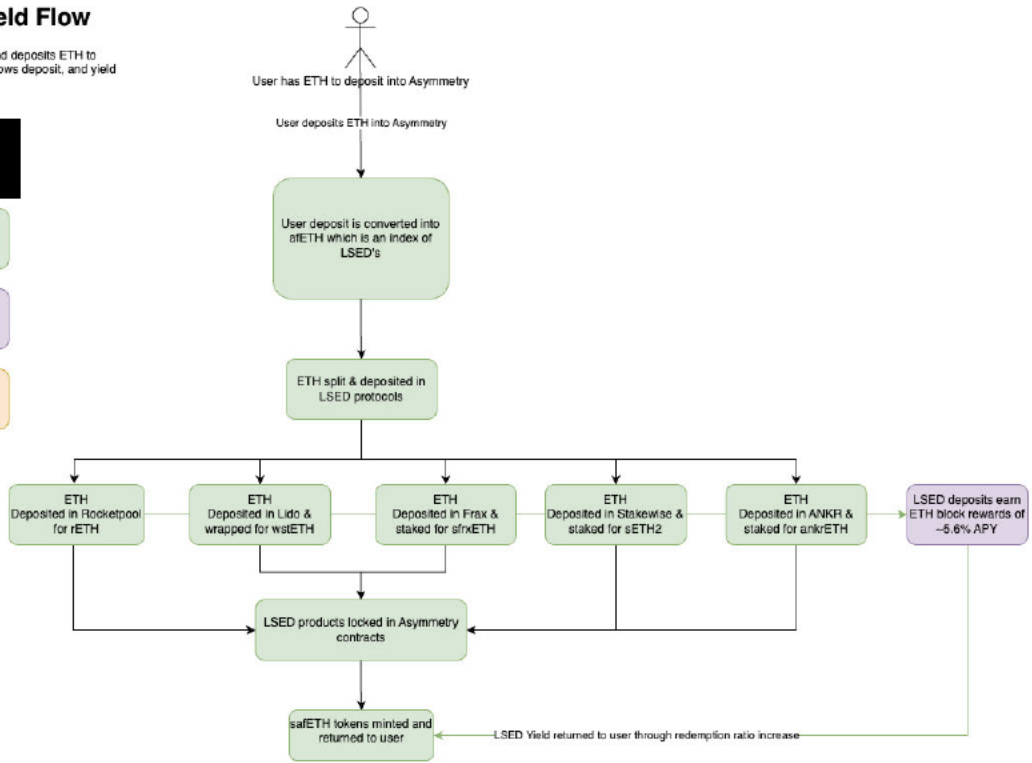 eld Flow
nd deposits ETH to
ows deposit, and yield
User has ETH to deposit into Asymmetry
User deposits ETH into Asymmetry
User deposit is converted into
afETH which is an index of
LSED's
ETH split & deposited in
LSED protocols
ETH
Deposited in Rocketpool
for rETH
ETH
Deposited in Lido &
wrapped for wstETH
ETH
Deposited in Frax &
staked for sfrxETH
ETH
Deposited in Stakewise &
staked for sETH2
ETH
Deposited in ANKR &
staked for ankrETH
LSED deposits earn
ETH block rewards of
~5.6% APY
LSED products locked in Asymmetry
contracts
safETH tokens minted and
returned to user
LSED Yield returned to user through redemption ratio increase